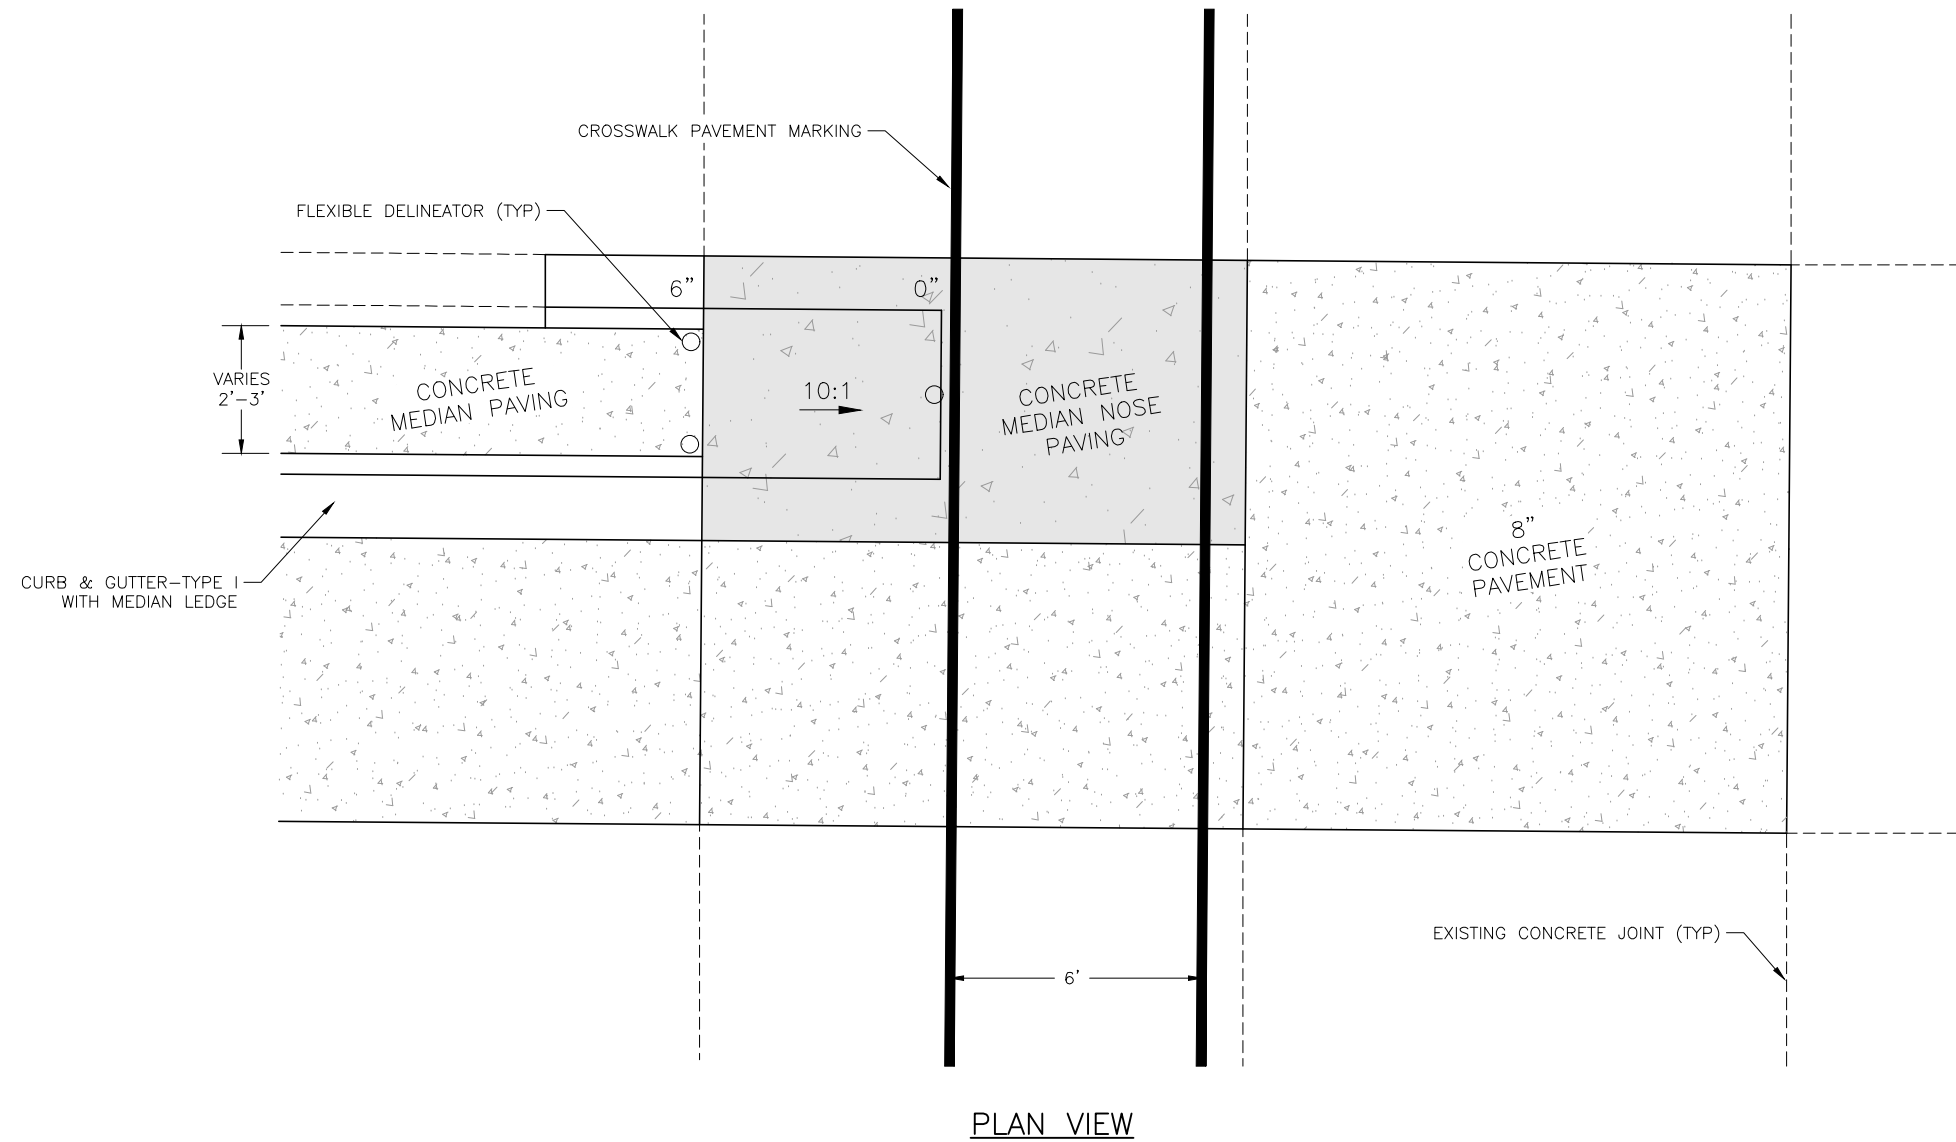 CROSSWALK PAVEMENT MARKING
FLEXIBLE DELINEATOR (TYP)
6"
0"
VARIES
2'-3'
CONCRETE
MEDIAN PAVING
10:1
CONCRETE
MEDIAN NOSE
PAVING
8"
CONCRETE
PAVEMENT
CURB & GUTTER-TYPE I
WITH MEDIAN LEDGE
EXISTING CONCRETE JOINT (TYP)
6'
PLAN VIEW